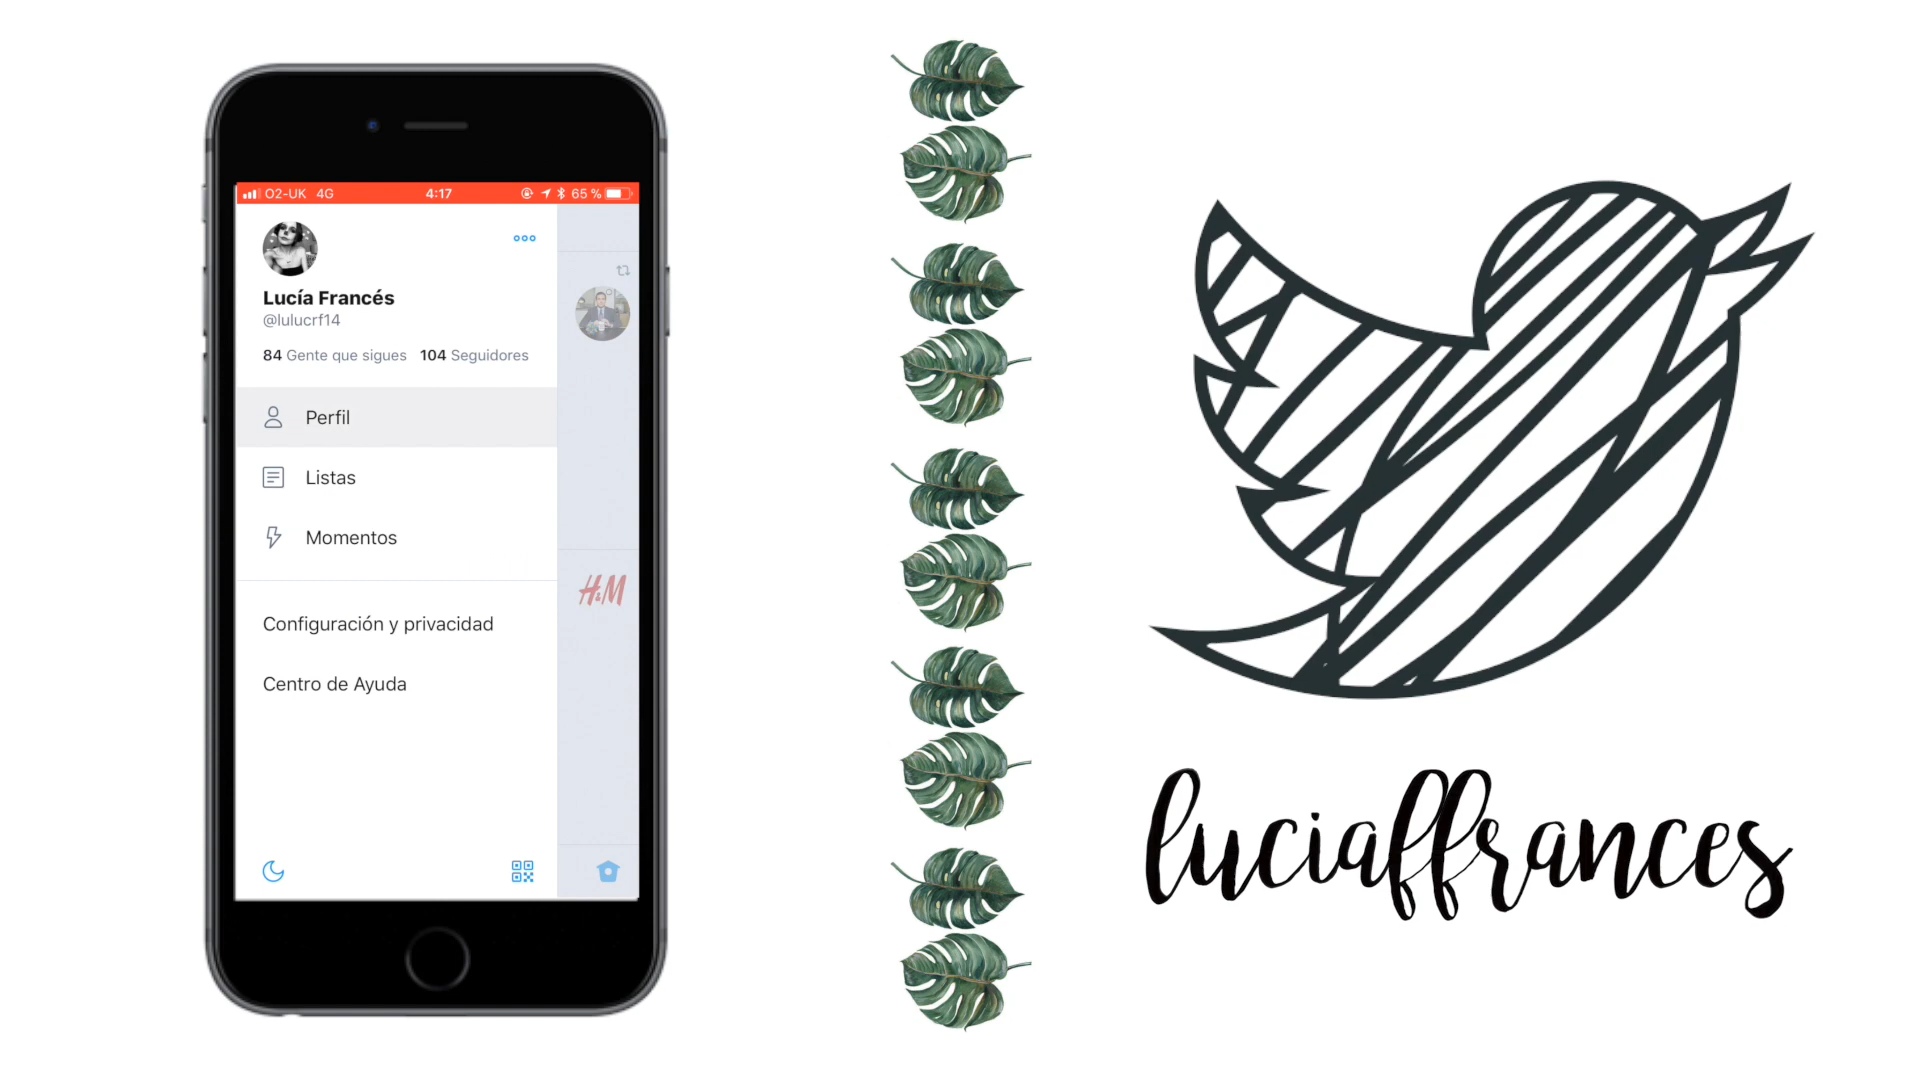 O2-UK 4G 4:17 65 %
Lucía Francés
@lulucrf14
84 Gente que sigues 104 Seguidores
Perfil
Listas
Momentos
H&M
Configuración y privacidad
Centro de Ayuda
luciaffrances